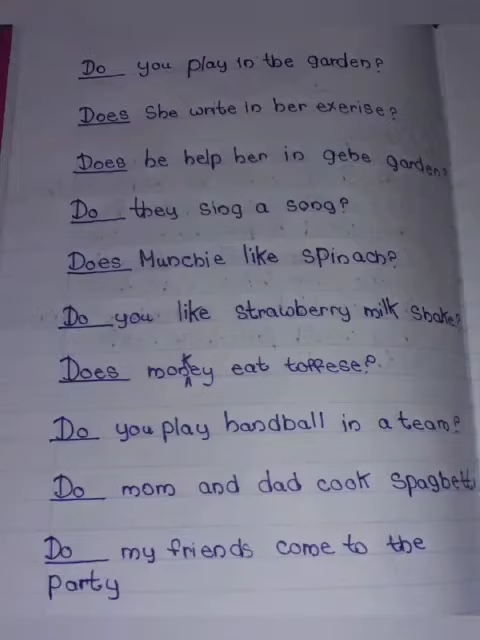 Do you play in the garden?
Does She write in her exerise?
Does he help her in gebe garden?
Do they sing a song?
Does Munchie like spinach?
Do you like strawberry milk shake?
Does monkey eat toffese?
Do you play handball in a team?
Do mom and dad cook spaghetti
Do my friends come to the
party